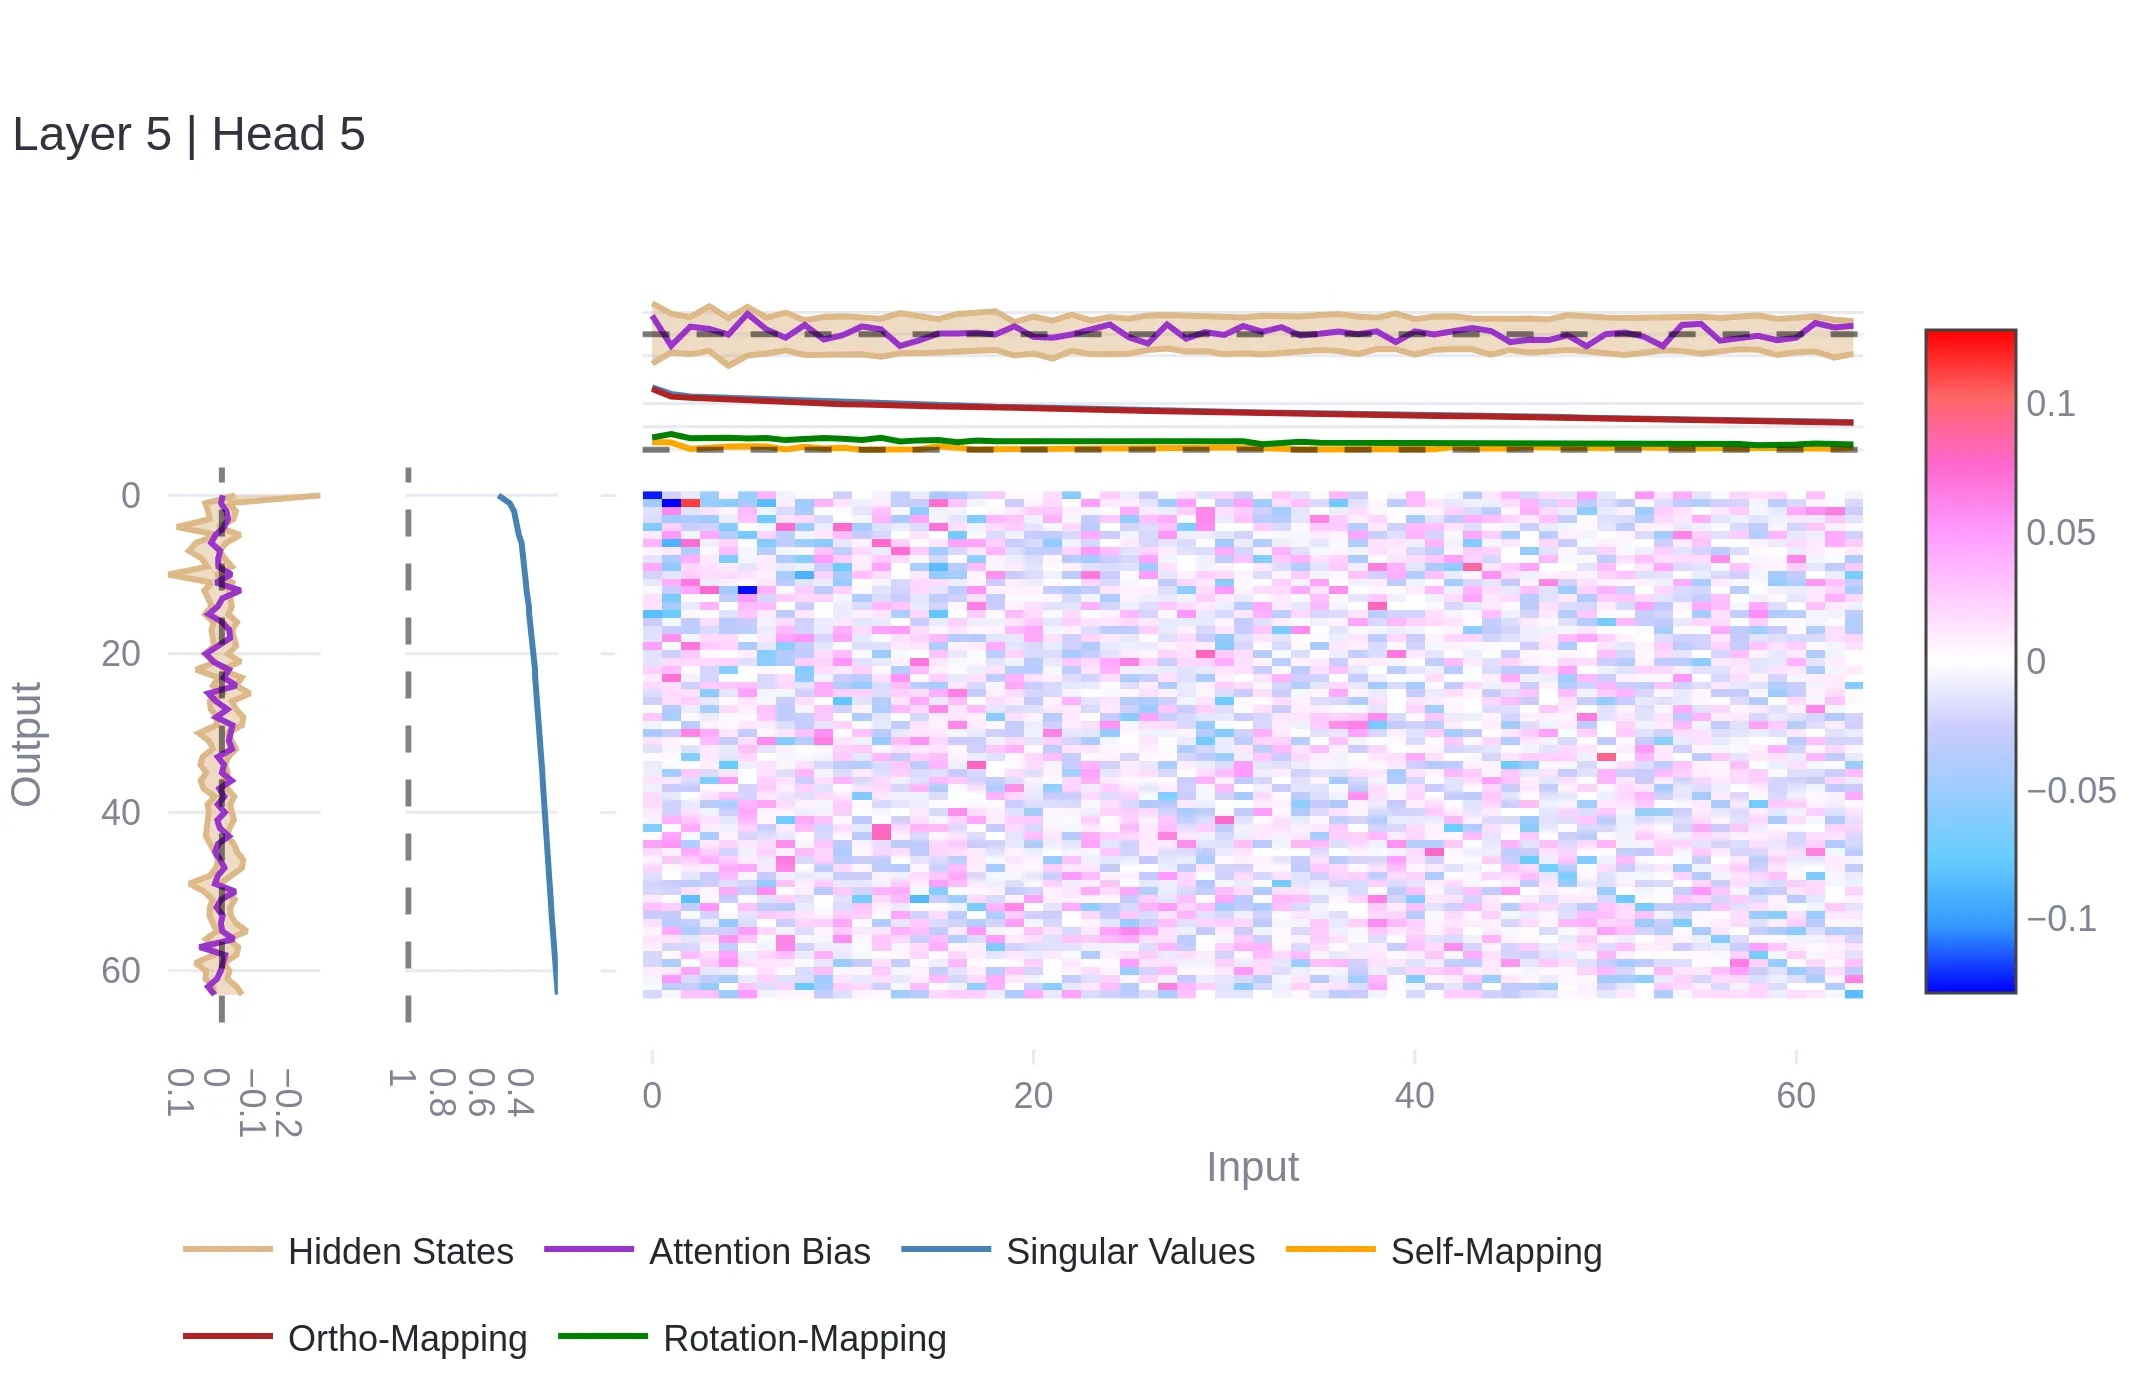 Layer 5 | Head 5
0.1
0.05
0
−0.05
−0.1
0
20
40
60
Output
0.1
0
−0.1
−0.2
1
0.8
0.6
0.4
0
20
40
60
Input
Hidden States
Attention Bias
Singular Values
Self-Mapping
Ortho-Mapping
Rotation-Mapping